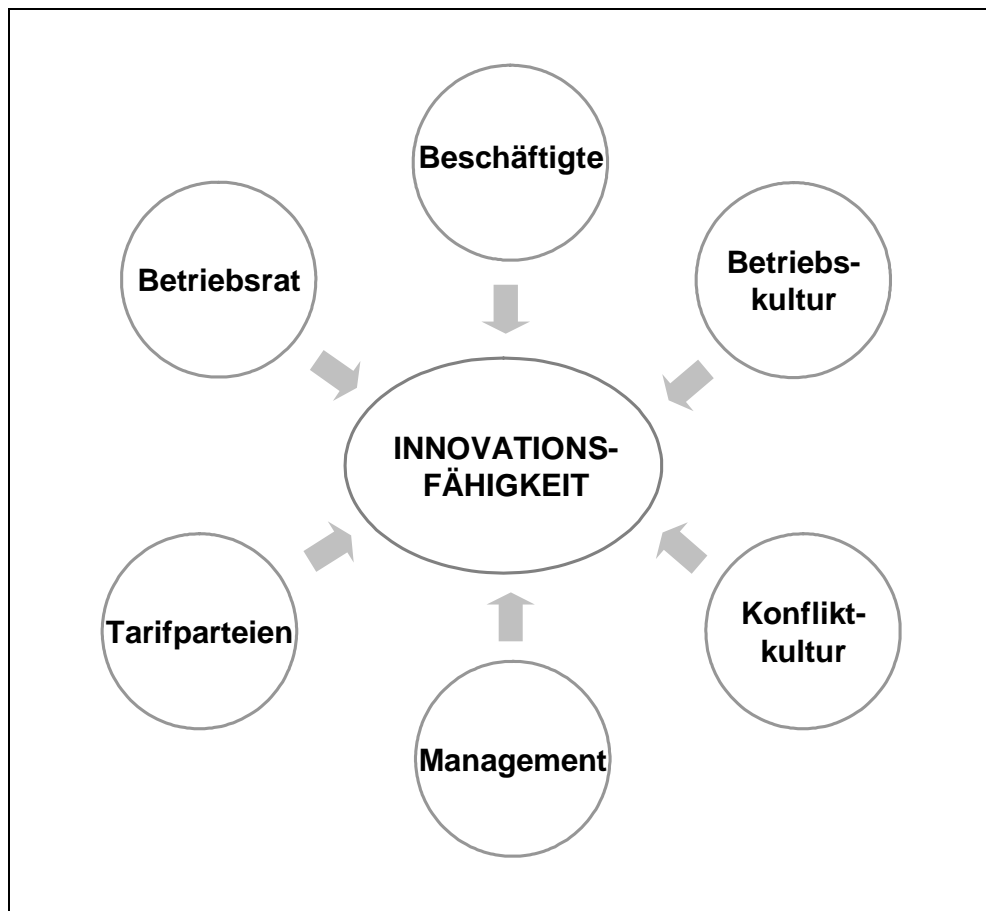 Beschäftigte
Betriebs-
kultur
Betriebsrat
INNOVATIONS-
FÄHIGKEIT
Tarifparteien
Konflikt-
kultur
Management